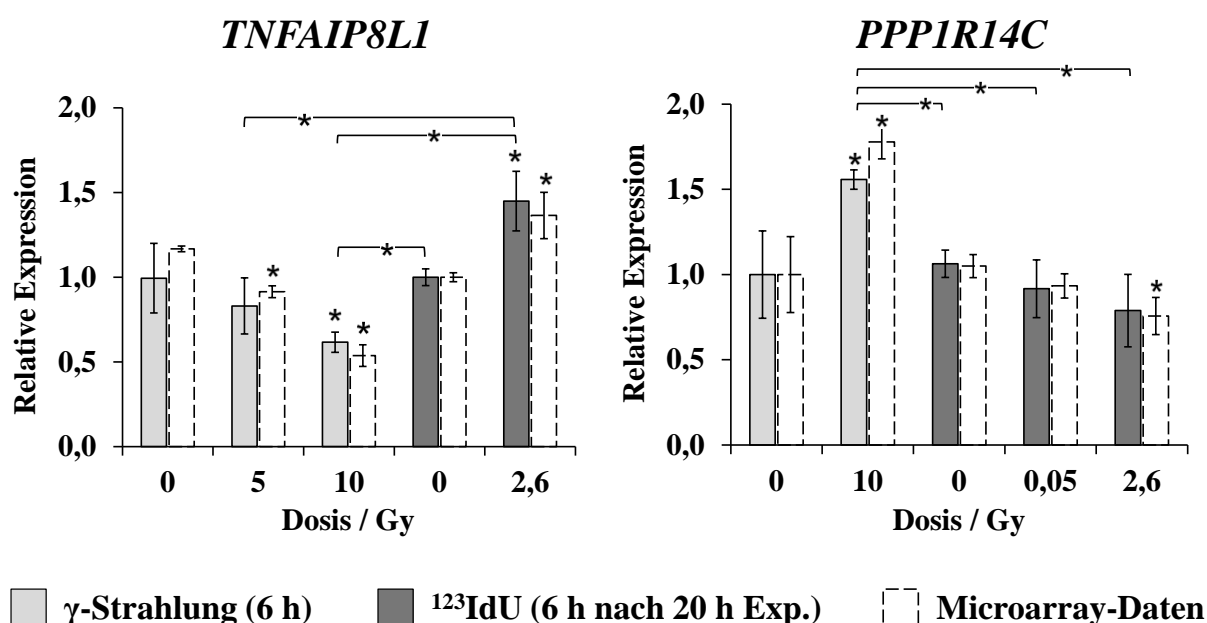 TNFAIP8L1
Relative Expression
2,0
1,5
1,0
0,5
0,0
* * * * * * * *
0 5 10 0 2,6
Dosis / Gy
PPP1R14C
Relative Expression
2,0
1,5
1,0
0,5
0,0
* * * * * *
0 10 0 0,05 2,6
Dosis / Gy
γ-Strahlung (6 h) ¹²³IdU (6 h nach 20 h Exp.) Microarray-Daten